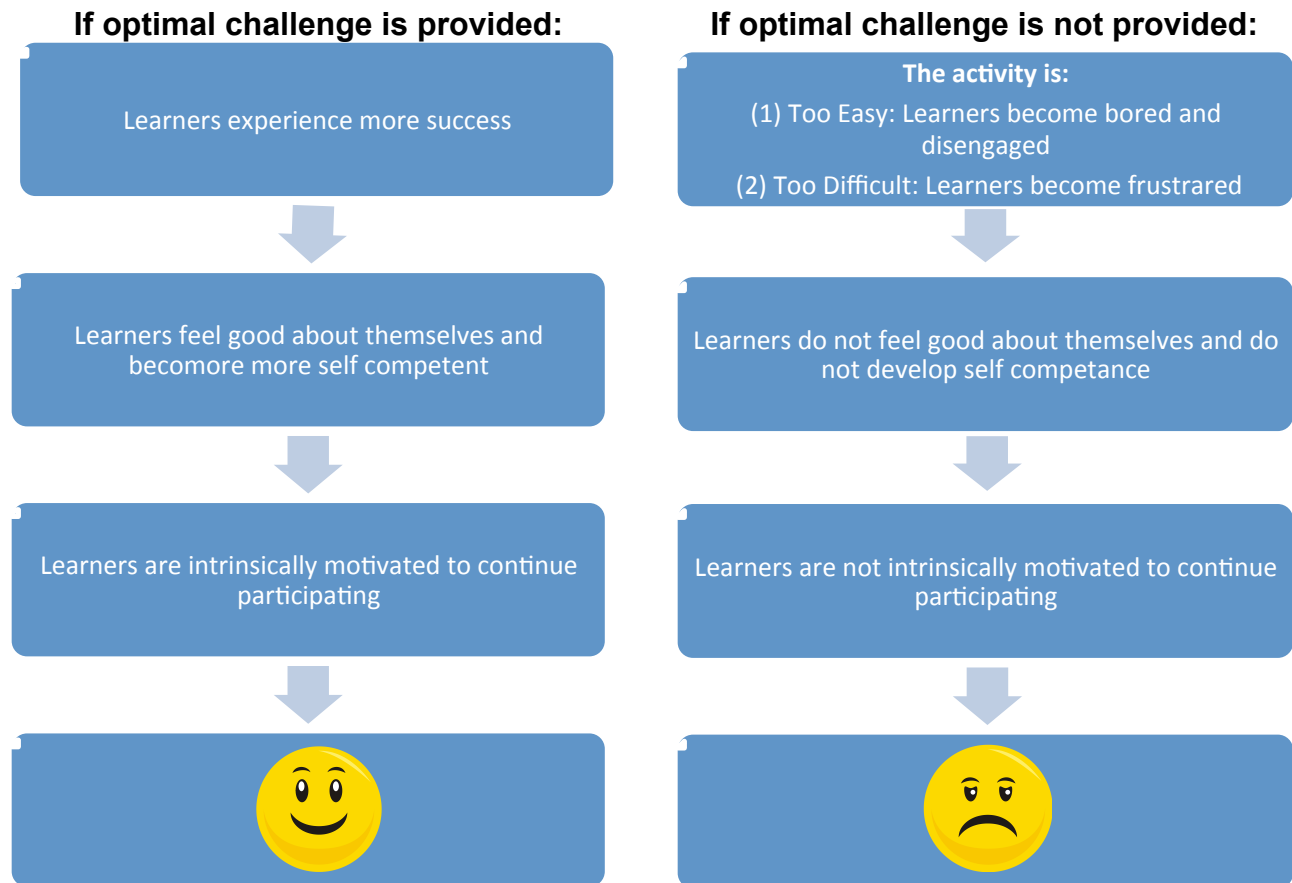 If optimal challenge is provided:
Learners experience more success
Learners feel good about themselves and
becomore more self competent
Learners are intrinsically motivated to continue
participating
If optimal challenge is not provided:
The activity is:
(1) Too Easy: Learners become bored and
disengaged
(2) Too Difficult: Learners become frustrared
Learners do not feel good about themselves and do
not develop self competance
Learners are not intrinsically motivated to continue
participating